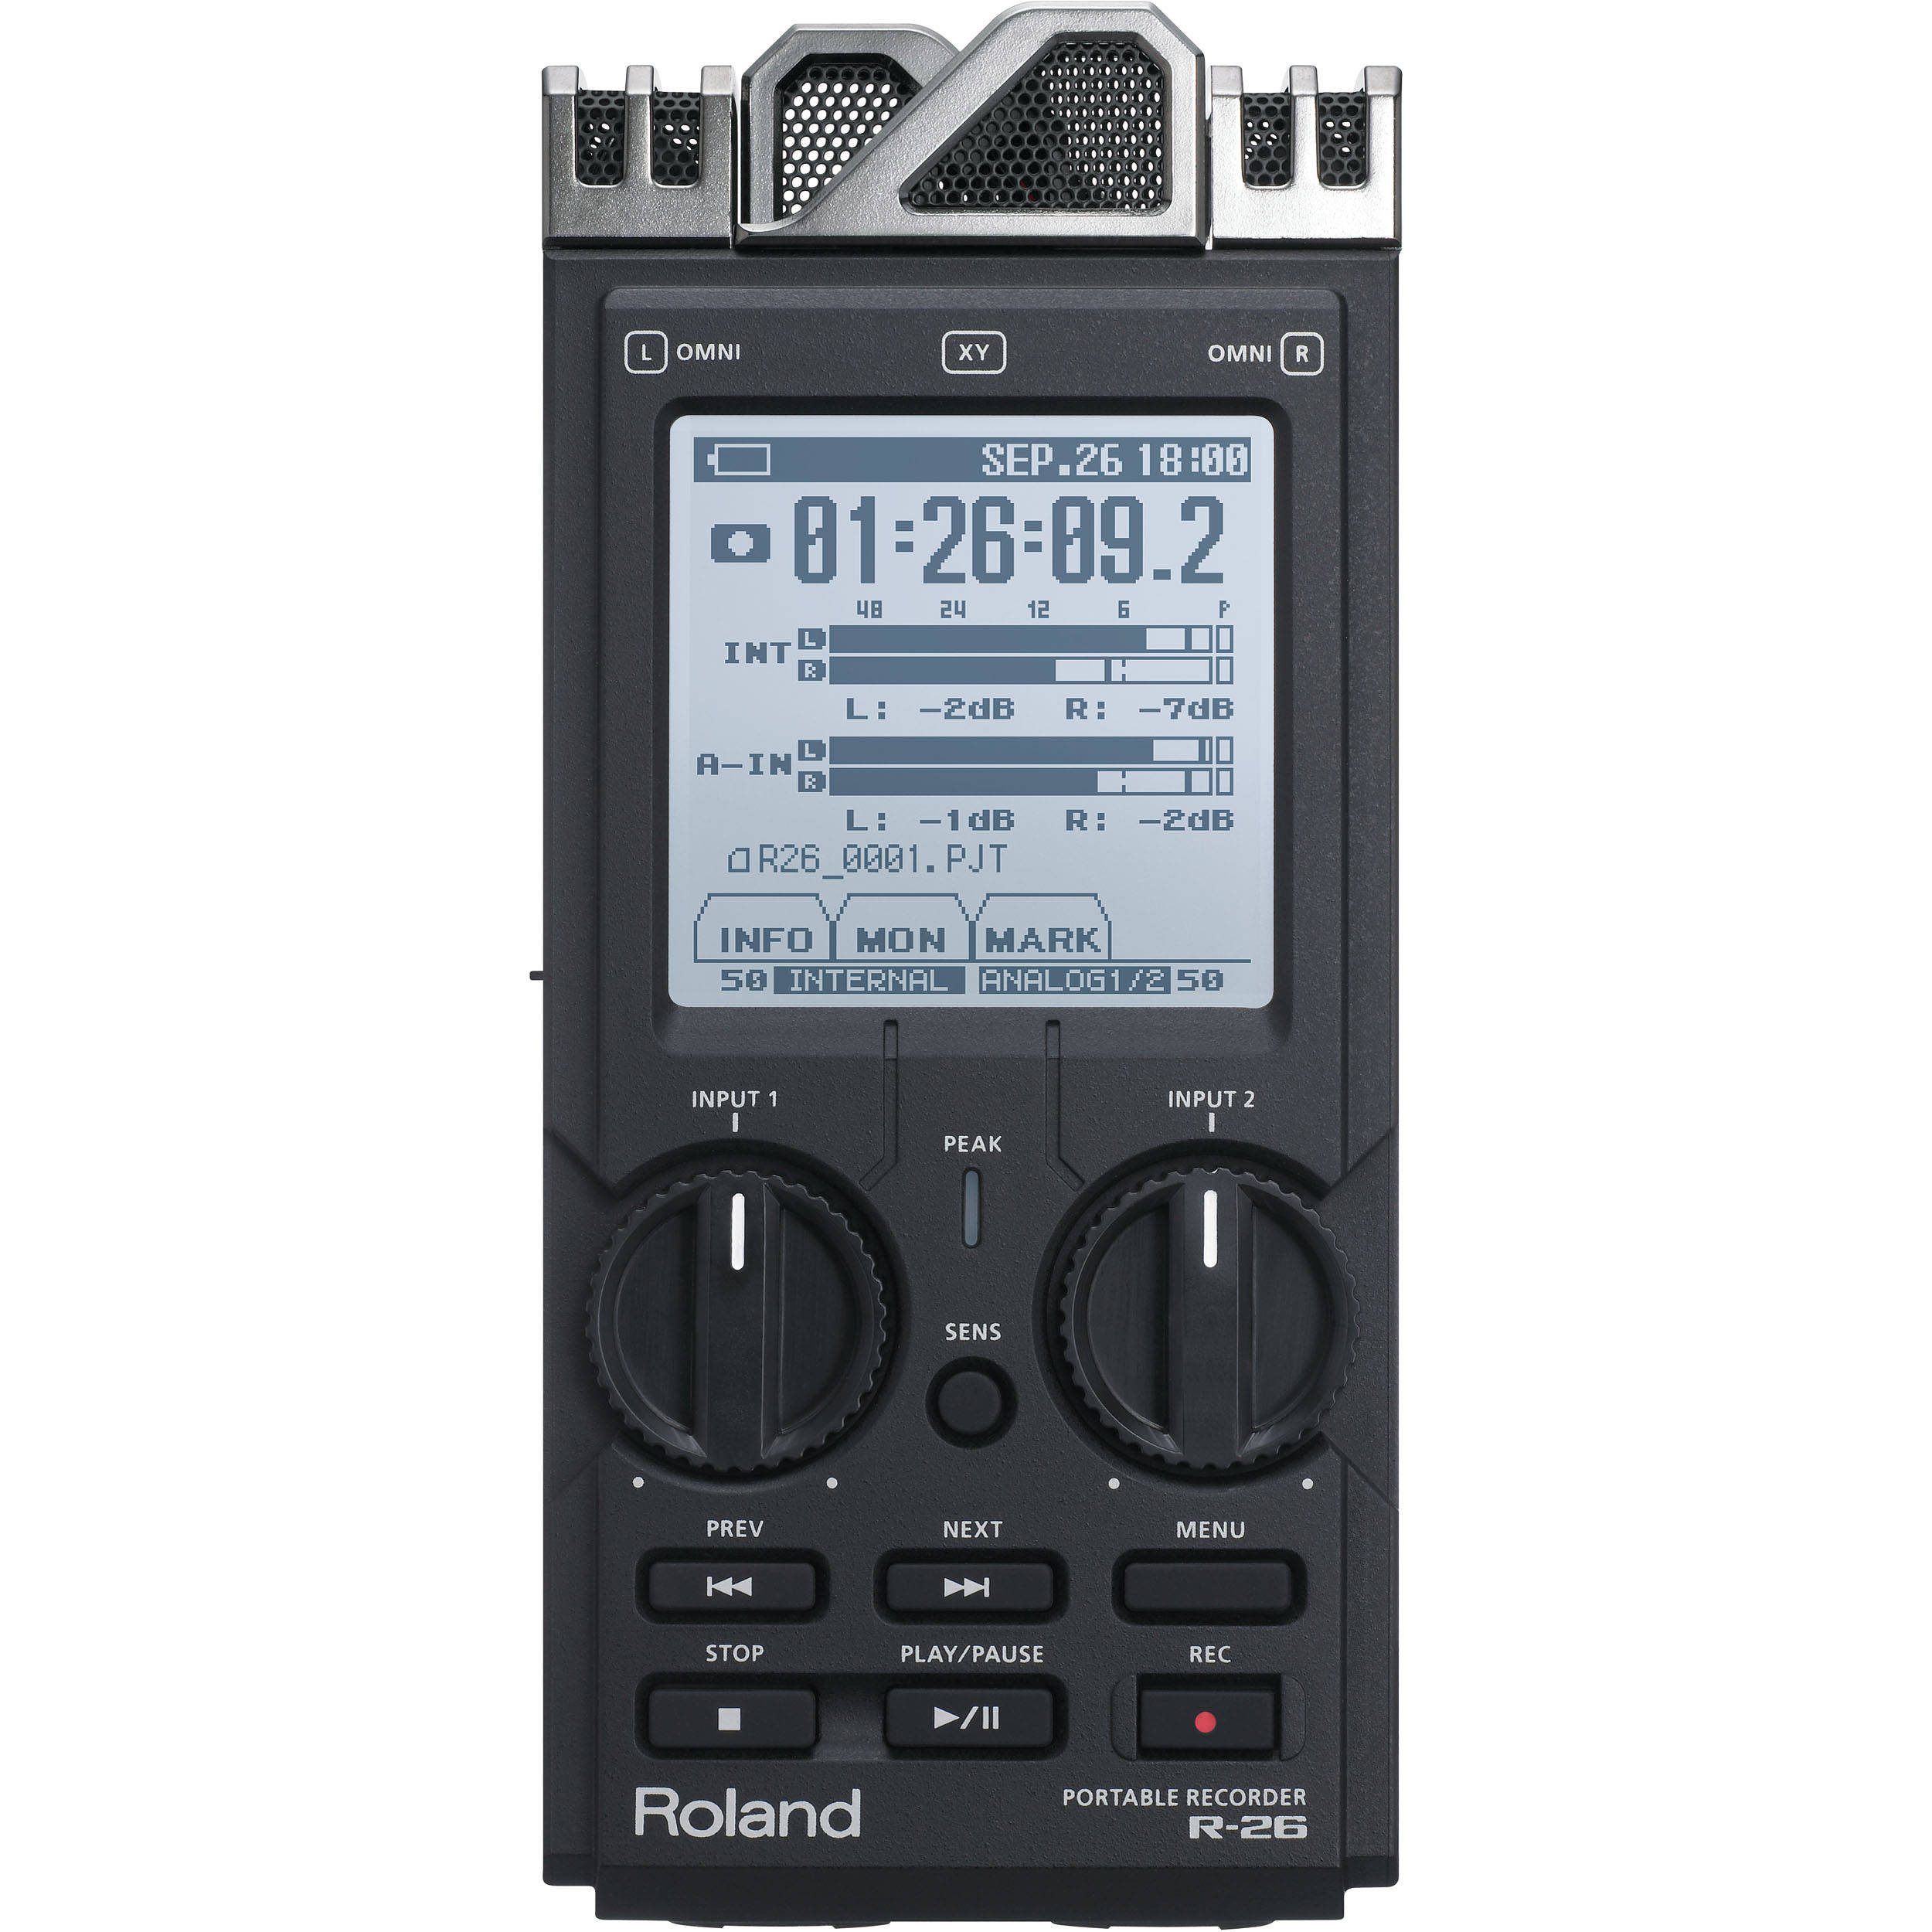 L OMNI XY OMNI R
SEP.26 18:00
01:26:09.2
48 24 12 6 P
INT L
R
L: -2dB R: -7dB
A-IN L
R
L: -1dB R: -2dB
R26_0001.PJT
INFO MON MARK
50 INTERNAL ANALOG1/2 50
INPUT 1 INPUT 2
PEAK
SENS
PREV NEXT MENU
STOP PLAY/PAUSE REC
Roland PORTABLE RECORDER
R-26